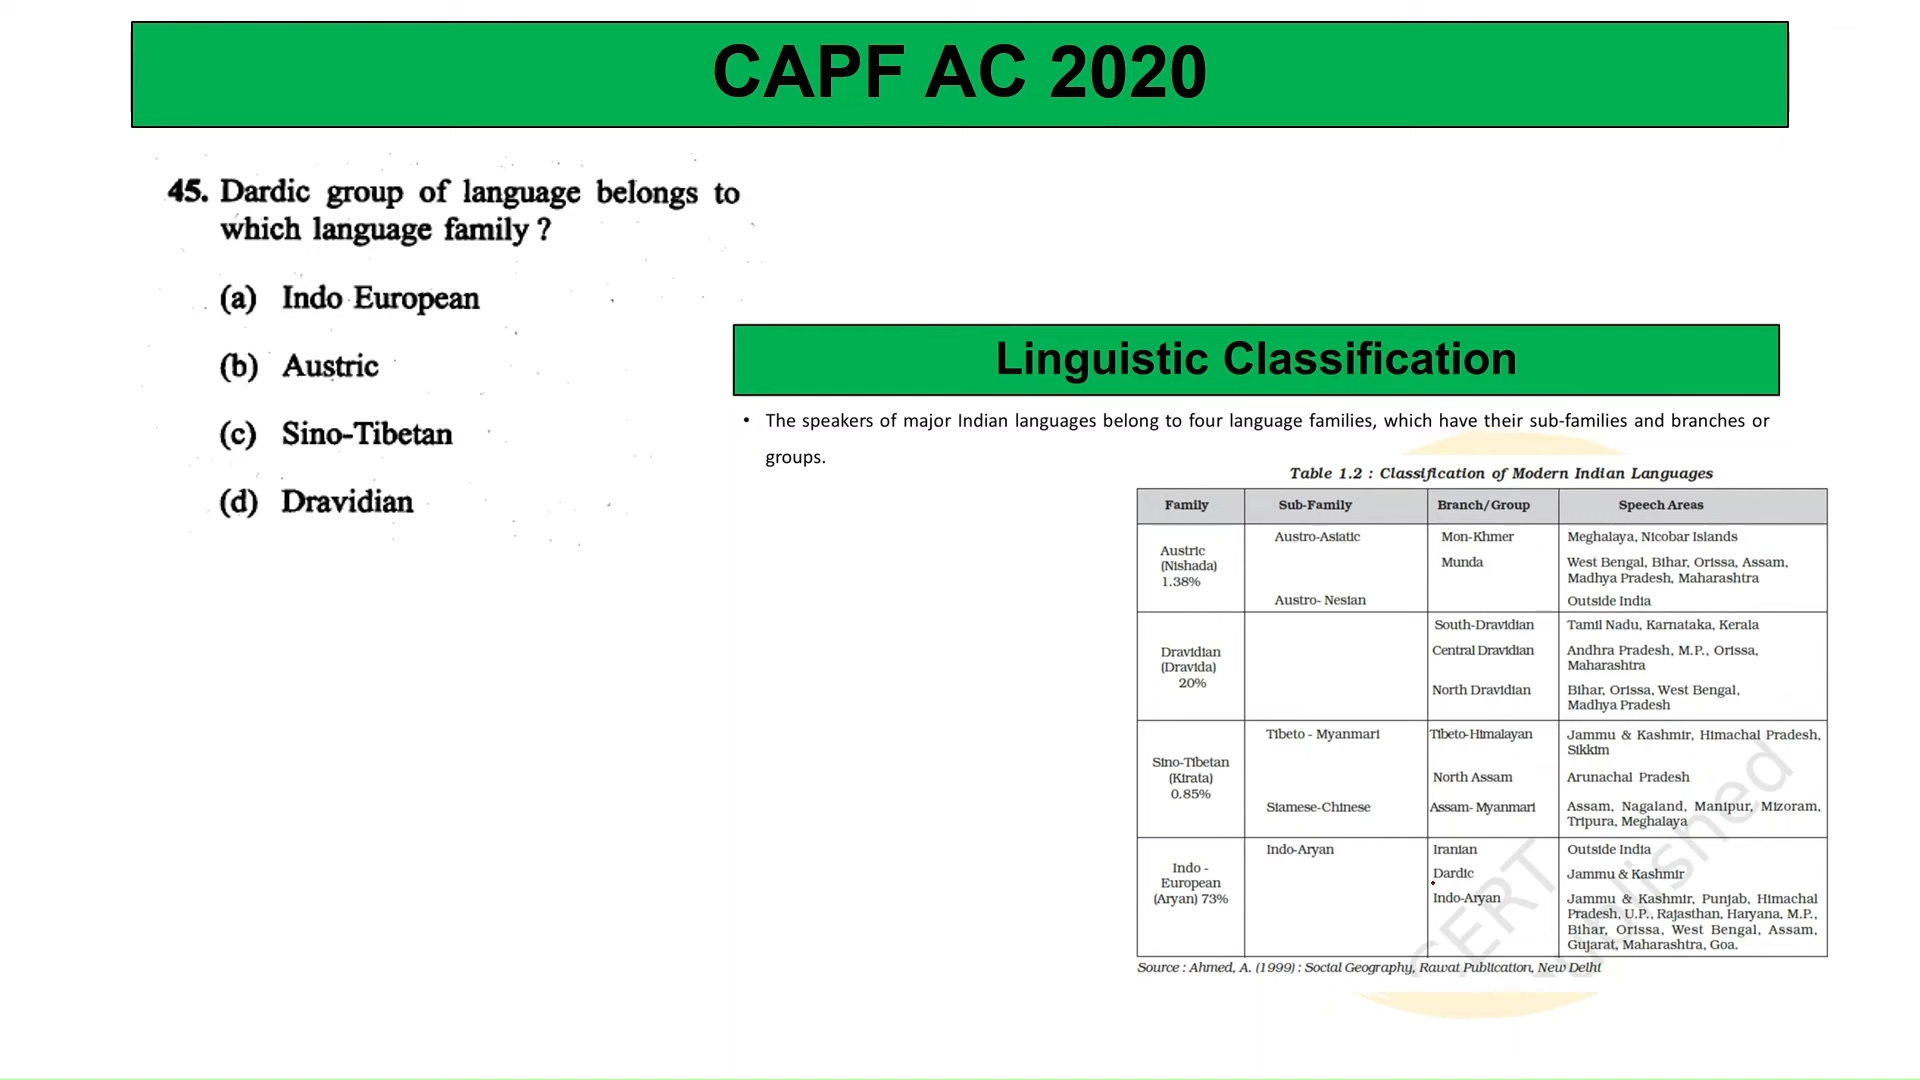 CAPF AC 2020
45. Dardic group of language belongs to
which language family ?
(a) Indo European
(b) Austric
(c) Sino-Tibetan
(d) Dravidian
Linguistic Classification
• The speakers of major Indian languages belong to four language families, which have their sub-families and branches or
groups.
Table 1.2 : Classification of Modern Indian Languages
Family Sub-Family Branch/Group Speech Areas
Austric
(Nishada)
1.38%
Austro-Asiatic Mon-Khmer Meghalaya, Nicobar Islands
Munda West Bengal, Bihar, Orissa, Assam,
Madhya Pradesh, Maharashtra
Austro- Nesian Outside India
Dravidian
(Dravida)
20%
South-Dravidian Tamil Nadu, Karnataka, Kerala
Central Dravidian Andhra Pradesh, M.P., Orissa,
Maharashtra
North Dravidian Bihar, Orissa, West Bengal,
Madhya Pradesh
Sino-Tibetan
(Kirata)
0.85%
Tibeto - Myanmari Tibeto-Himalayan Jammu & Kashmir, Himachal Pradesh,
Sikkim
North Assam Arunachal Pradesh
Siamese-Chinese Assam- Myanmari Assam, Nagaland, Manipur, Mizoram,
Tripura, Meghalaya
Indo -
European
(Aryan) 73%
Indo-Aryan Iranian Outside India
Dardic Jammu & Kashmir
Indo-Aryan Jammu & Kashmir, Punjab, Himachal
Pradesh, U.P., Rajasthan, Haryana, M.P.,
Bihar, Orissa, West Bengal, Assam,
Gujarat, Maharashtra, Goa.
Source : Ahmed, A. (1999) : Social Geography, Rawat Publication, New Delhi